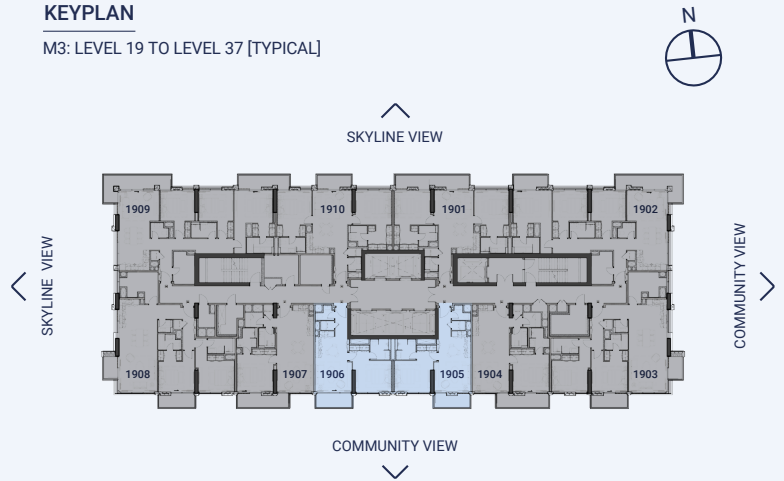 KEYPLAN
M3: LEVEL 19 TO LEVEL 37 [TYPICAL]
N
SKYLINE VIEW
1909
1910
1901
1902
SKYLINE VIEW
COMMUNITY VIEW
1908
1907
1906
1905
1904
1903
COMMUNITY VIEW